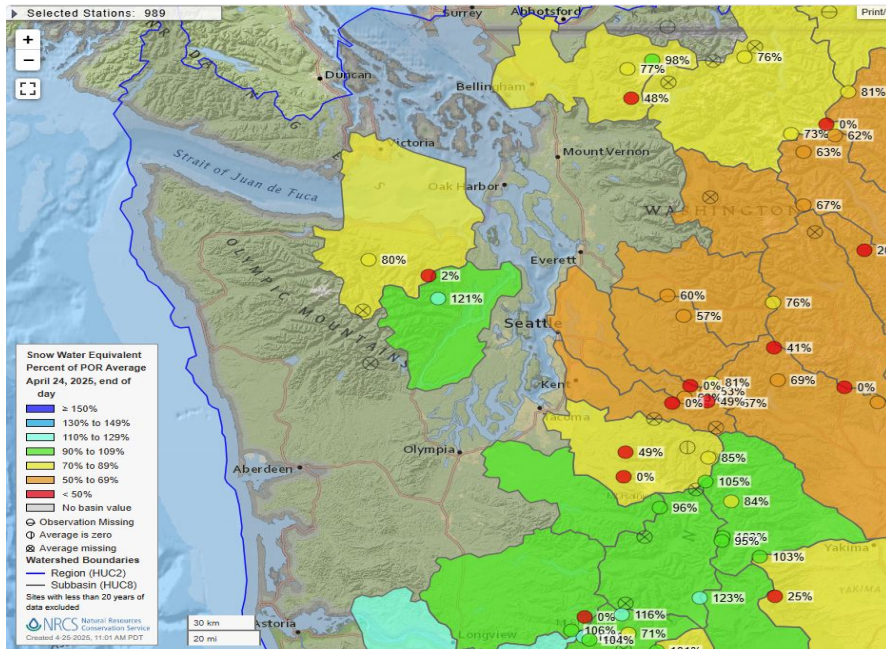 Selected Stations: 989
Print/
+
−
Surrey
Abbotsford
Duncan
Bellingham
98%
77%
48%
76%
81%
0%
73%
62%
63%
Victoria
Mount Vernon
Strait of Juan de Fuca
Oak Harbor
67%
WASHINGTON
OLYMPIC MOUNTAINS
80%
Everett
2%
121%
60%
57%
76%
Seattle
41%
Kent
0%
81%
53%
69%
0%
0%
49%
57%
Tacoma
Olympia
49%
85%
0%
105%
Aberdeen
96%
84%
95%
103%
Yakima
YAKIMA
123%
25%
0%
116%
106%
71%
104%
Astoria
Longview
Snow Water Equivalent
Percent of POR Average
April 24, 2025, end of
day
≥ 150%
130% to 149%
110% to 129%
90% to 109%
70% to 89%
50% to 69%
< 50%
No basin value
Observation Missing
Average is zero
Average missing
Watershed Boundaries
Region (HUC2)
Subbasin (HUC8)
Sites with less than 20 years of
data excluded
NRCS Natural Resources
Conservation Service
Created 4-25-2025, 11:01 AM PDT
30 km
20 mi